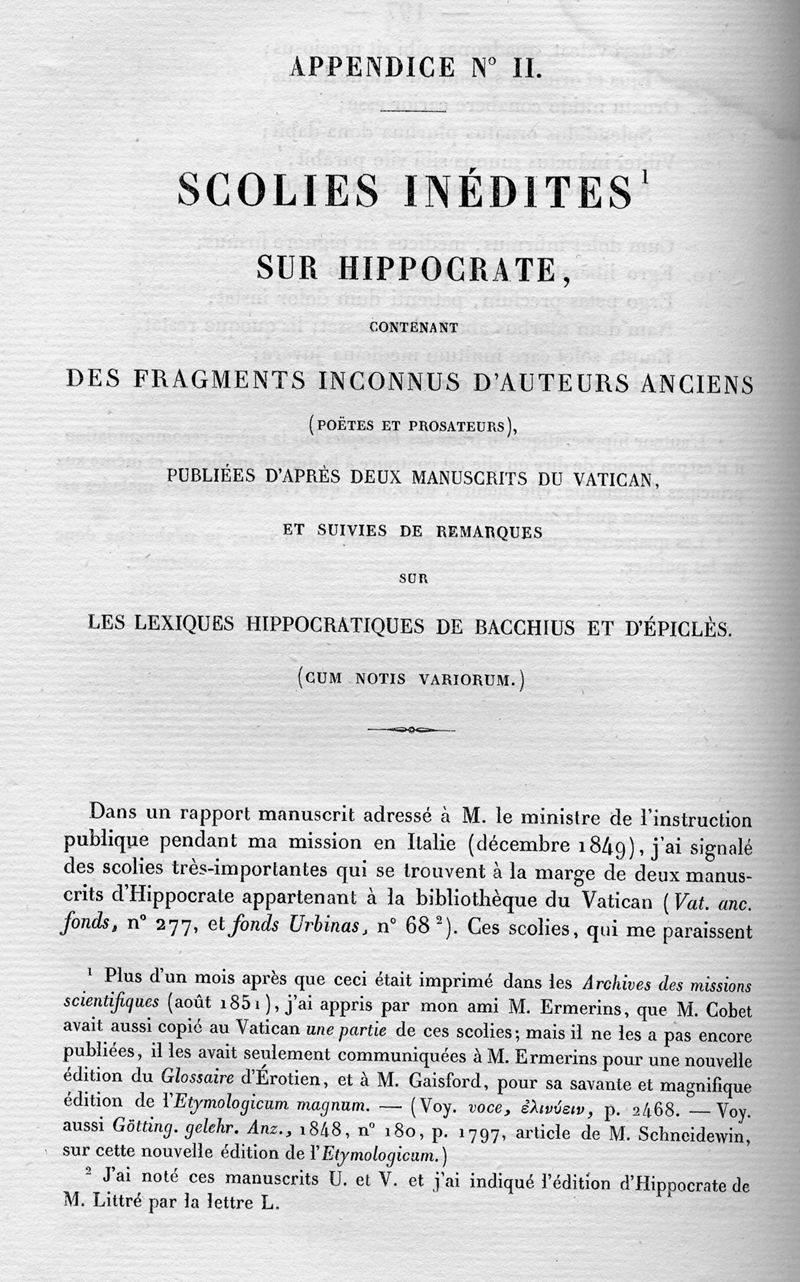 APPENDICE N° II.
SCOLIES INÉDITES¹
SUR HIPPOCRATE,
CONTENANT
DES FRAGMENTS INCONNUS D'AUTEURS ANCIENS
(POËTES ET PROSATEURS),
PUBLIÉES D'APRÈS DEUX MANUSCRITS DU VATICAN,
ET SUIVIES DE REMARQUES
SUR
LES LEXIQUES HIPPOCRATIQUES DE BACCHIUS ET D'ÉPICLÈS.
(CUM NOTIS VARIORUM.)
Dans un rapport manuscrit adressé à M. le ministre de l'instruction
publique pendant ma mission en Italie (décembre 1849), j'ai signalé
des scolies très-importantes qui se trouvent à la marge de deux manus-
crits d'Hippocrate appartenant à la bibliothèque du Vatican (Vat. anc.
fonds, n° 277, et fonds Urbinas, n° 68²). Ces scolies, qui me paraissent
¹ Plus d'un mois après que ceci était imprimé dans les Archives des missions
scientifiques (août 1851), j'ai appris par mon ami M. Ermerins, que M. Cobet
avait aussi copié au Vatican une partie de ces scolies; mais il ne les a pas encore
publiées, il les avait seulement communiquées à M. Ermerins pour une nouvelle
édition du Glossaire d'Érotien, et à M. Gaisford, pour sa savante et magnifique
édition de l'Etymologicum magnum. — (Voy. voce, ἐλινύειν, p. 2468. — Voy.
aussi Götting. gelehr. Anz., 1848, n° 180, p. 1797, article de M. Schneidewin,
sur cette nouvelle édition de l'Etymologicum.)
² J'ai noté ces manuscrits U. et V. et j'ai indiqué l'édition d'Hippocrate de
M. Littré par la lettre L.